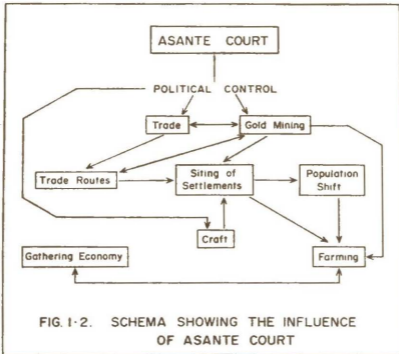 ASANTE COURT
POLITICAL CONTROL
Trade
Gold Mining
Trade Routes
Siting of
Settlements
Population
Shift
Craft
Gathering Economy
Farming
FIG. 1·2. SCHEMA SHOWING THE INFLUENCE
OF ASANTE COURT